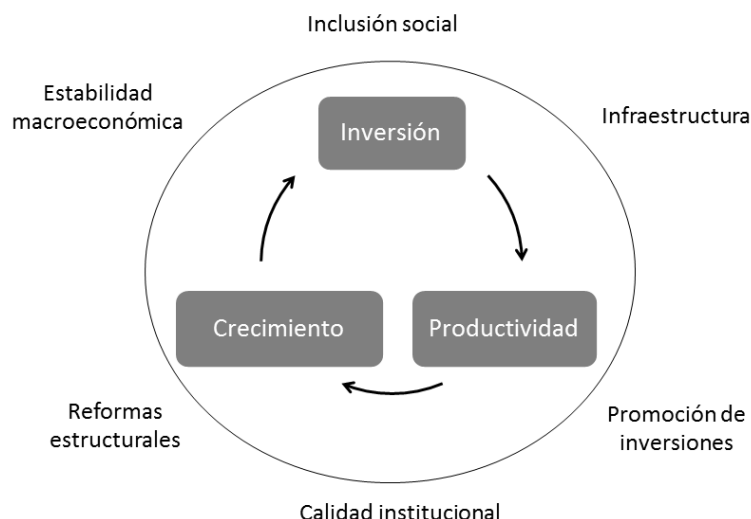 Inclusión social
Estabilidad
macroeconómica
Infraestructura
Inversión
Crecimiento
Productividad
Reformas
estructurales
Promoción de
inversiones
Calidad institucional